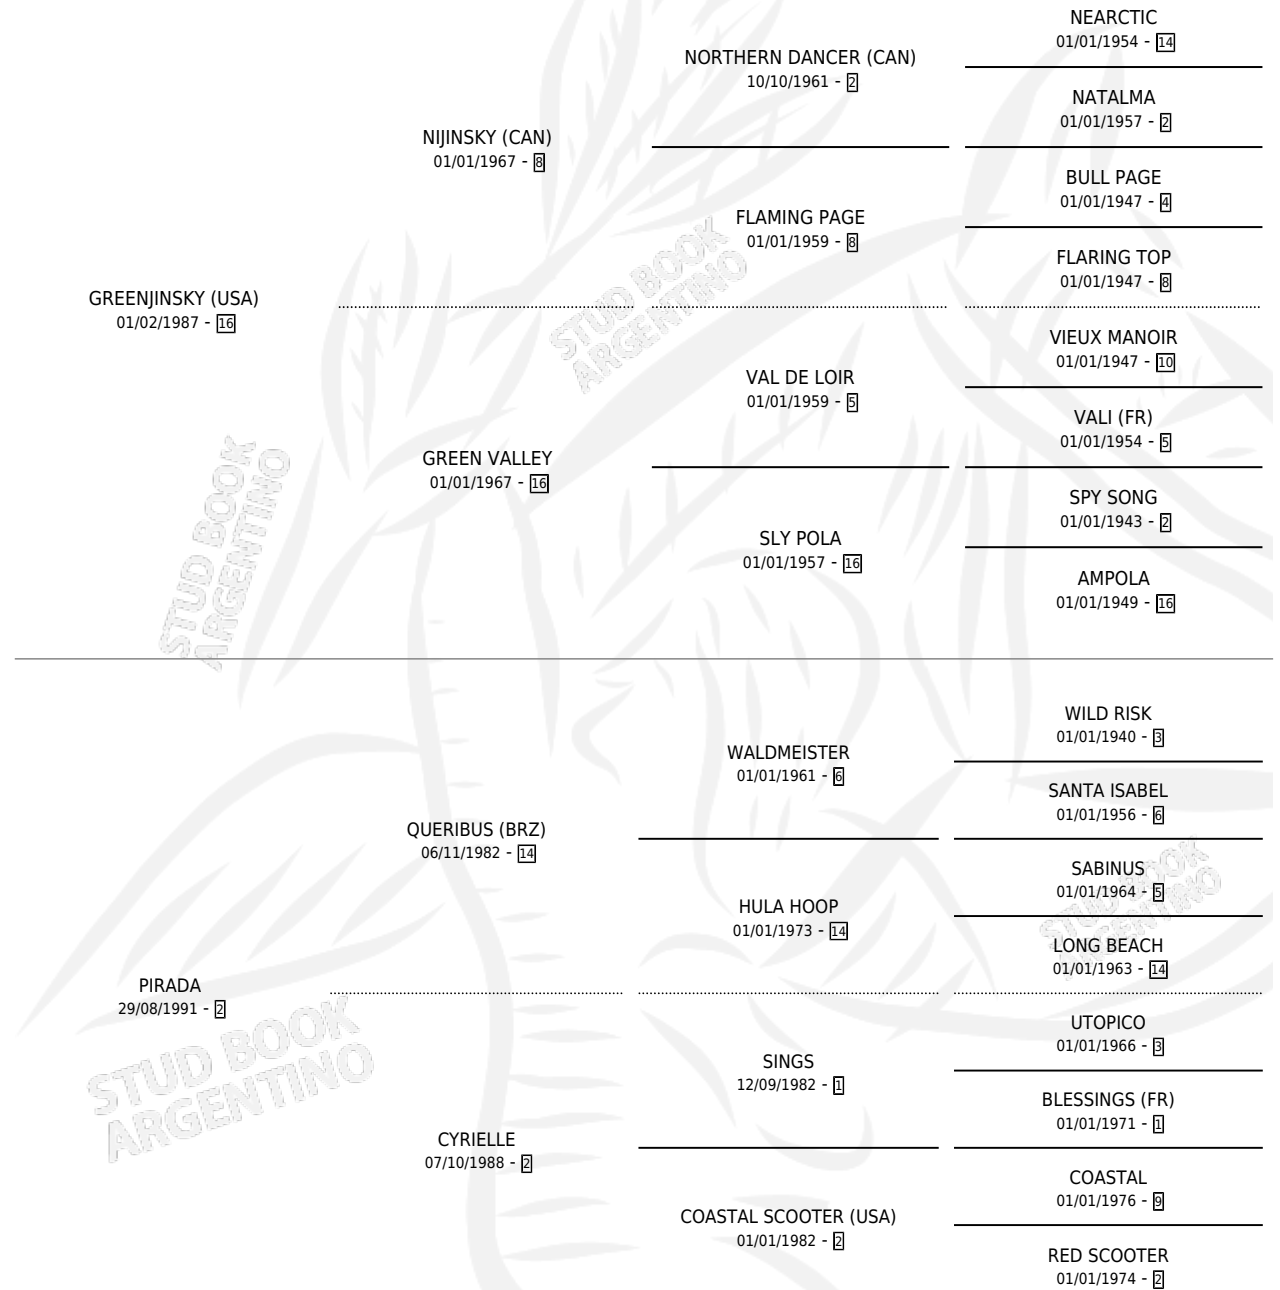 NEARCTIC
01/01/1954 - 14
NORTHERN DANCER (CAN)
10/10/1961 - 2
NATALMA
01/01/1957 - 2
NIJINSKY (CAN)
01/01/1967 - 8
BULL PAGE
01/01/1947 - 4
FLAMING PAGE
01/01/1959 - 8
FLARING TOP
01/01/1947 - 8
GREENJINSKY (USA)
01/02/1987 - 16
STUD BOOK
ARGENTINO
VIEUX MANOIR
01/01/1947 - 10
VAL DE LOIR
01/01/1959 - 5
VALI (FR)
01/01/1954 - 5
GREEN VALLEY
01/01/1967 - 16
SPY SONG
01/01/1943 - 2
SLY POLA
01/01/1957 - 16
AMPOLA
01/01/1949 - 16
STUD BOOK
ARGENTINO
WILD RISK
01/01/1940 - 3
WALDMEISTER
01/01/1961 - 6
SANTA ISABEL
01/01/1956 - 6
QUERIBUS (BRZ)
06/11/1982 - 14
SABINUS
01/01/1964 - 5
HULA HOOP
01/01/1973 - 14
LONG BEACH
01/01/1963 - 14
STUD BOOK
ARGENTINO
PIRADA
29/08/1991 - 2
STUD BOOK
ARGENTINO
UTOPICO
01/01/1966 - 3
SINGS
12/09/1982 - 1
BLESSINGS (FR)
01/01/1971 - 1
CYRIELLE
07/10/1988 - 2
COASTAL
01/01/1976 - 9
COASTAL SCOOTER (USA)
01/01/1982 - 2
RED SCOOTER
01/01/1974 - 2